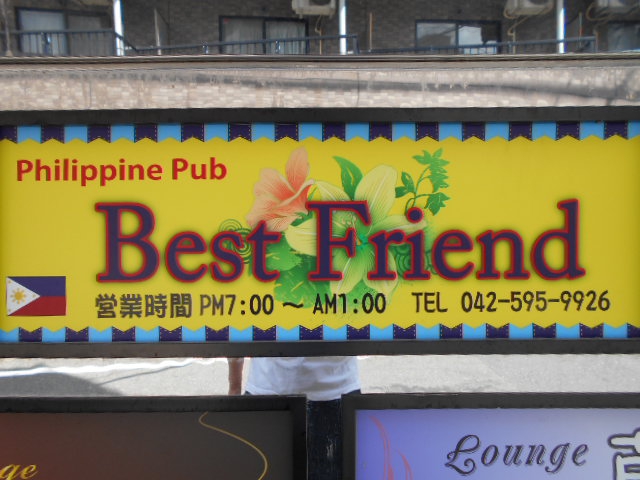 Philippine Pub
Best Friend
営業時間 PM7:00 ～ AM1:00 TEL 042-595-9926
Lounge